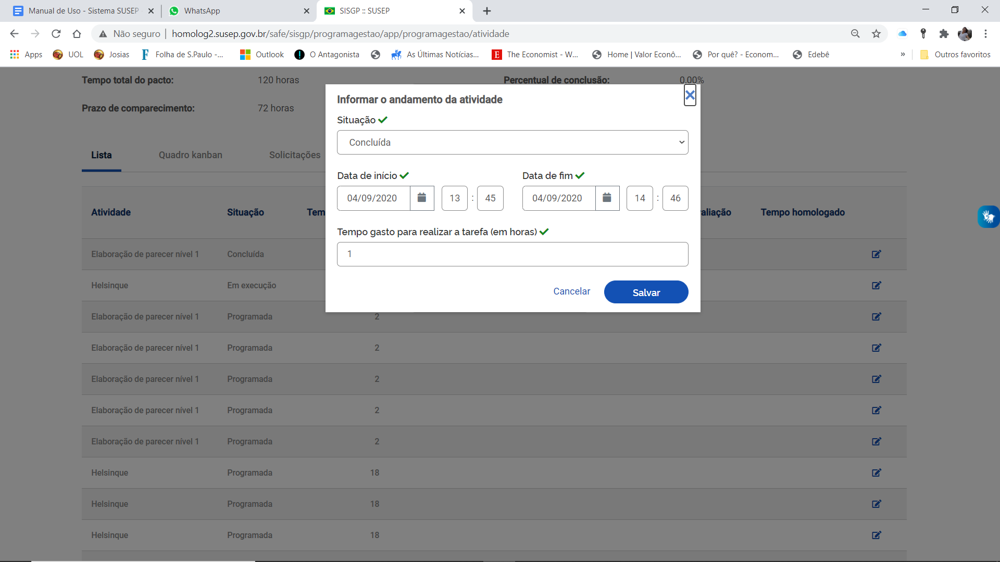 Manual de Uso - Sistema SUSEP
WhatsApp
SISGP :: SUSEP
Não seguro
homolog2.susep.gov.br/safe/sisgp/programagestao/app/programagestao/atividade
Apps
UOL
Josias
Folha de S.Paulo -...
Outlook
O Antagonista
As Últimas Notícias...
The Economist - W...
Home | Valor Econô...
Por quê? - Econom...
Edebê
»
Outros favoritos
Tempo total do pacto:
120 horas
Percentual de conclusão:
0.00%
Prazo de comparecimento:
72 horas
Lista
Quadro kanban
Solicitações
Informar o andamento da atividade
Situação
Concluída
Data de início
Data de fim
04/09/2020
13 : 45
04/09/2020
14 : 46
Tempo gasto para realizar a tarefa (em horas)
1
Cancelar
Salvar
Atividade
Situação
Tem
aliação
Tempo homologado
Elaboração de parecer nível 1 Concluída
Helsinque Em execução
Elaboração de parecer nível 1 Programada 2
Elaboração de parecer nível 1 Programada 2
Elaboração de parecer nível 1 Programada 2
Elaboração de parecer nível 1 Programada 2
Elaboração de parecer nível 1 Programada 2
Helsinque Programada 18
Helsinque Programada 18
Helsinque Programada 18